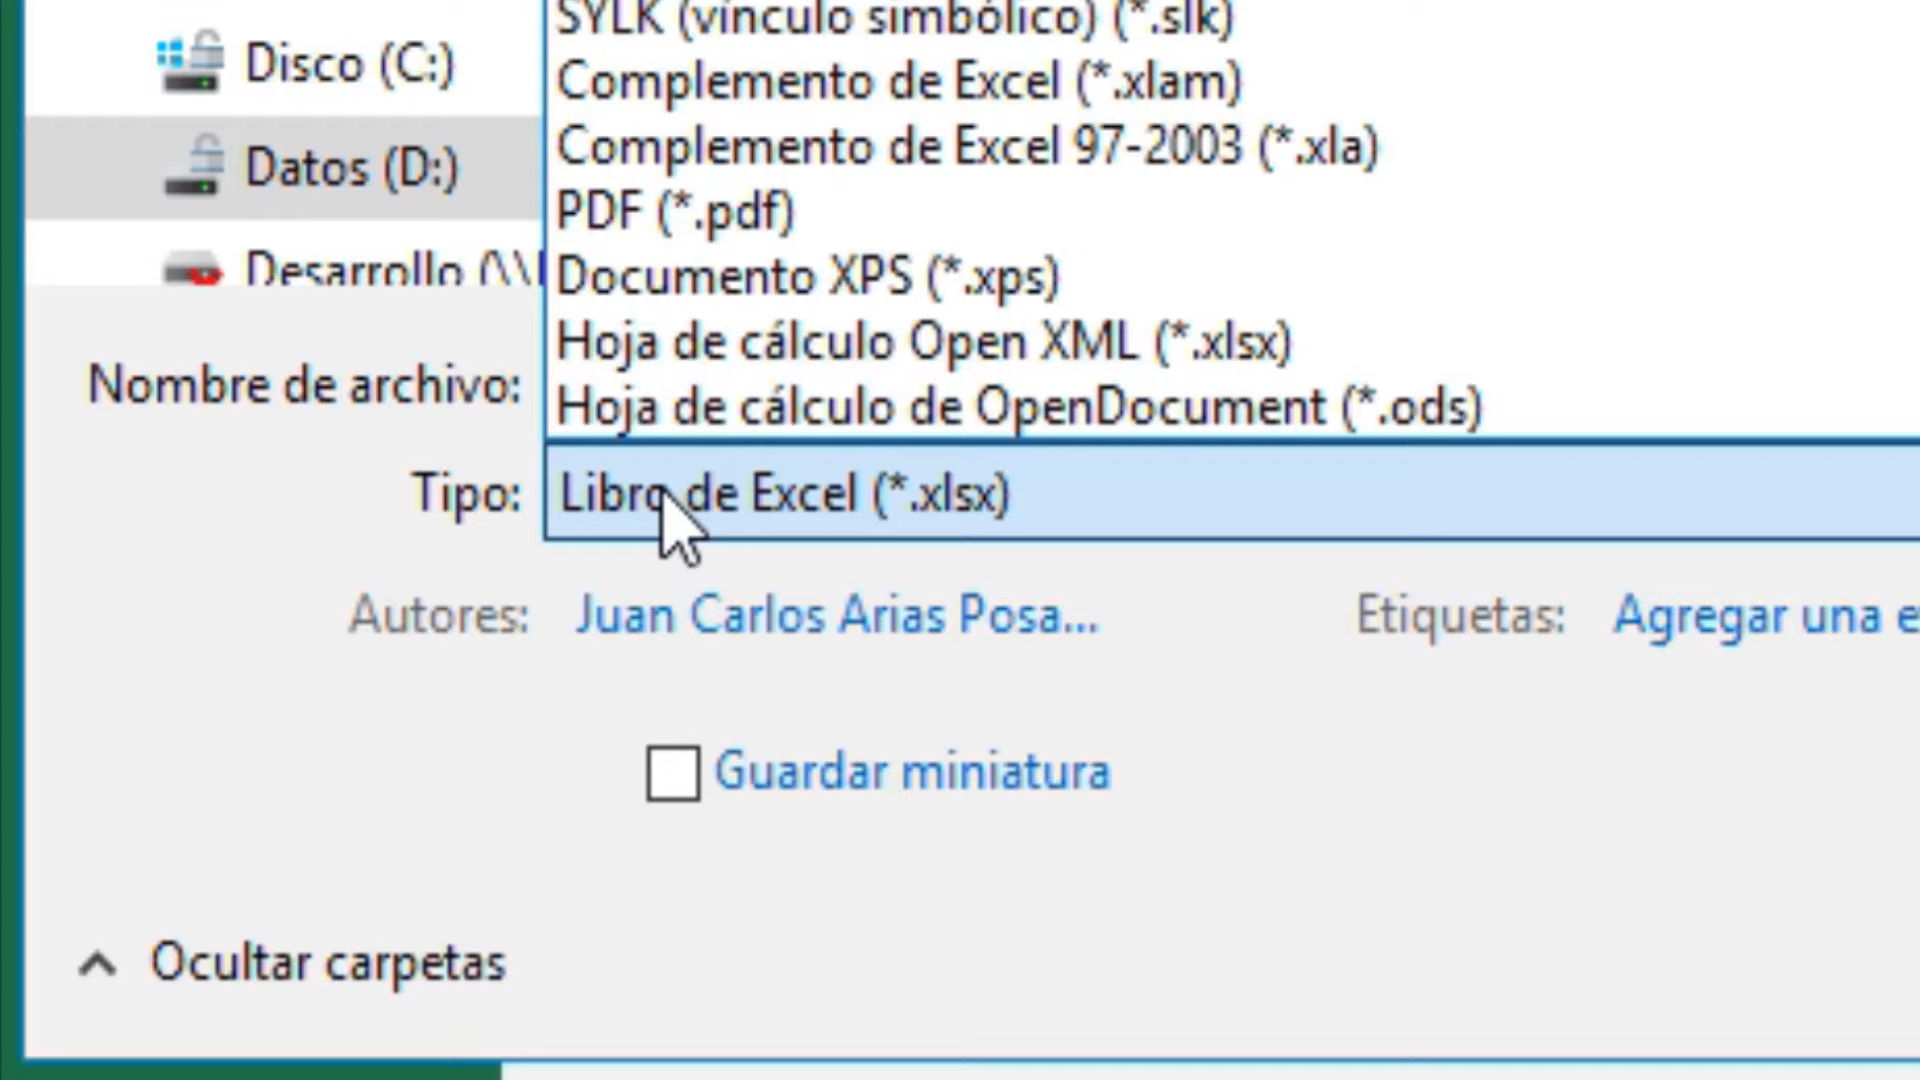 SYLK (vínculo simbólico) (*.slk)
Disco (C:)
Complemento de Excel (*.xlam)
Complemento de Excel 97-2003 (*.xla)
Datos (D:)
PDF (*.pdf)
Desarrollo (\\
Documento XPS (*.xps)
Hoja de cálculo Open XML (*.xlsx)
Nombre de archivo:
Hoja de cálculo de OpenDocument (*.ods)
Tipo: Libro de Excel (*.xlsx)
Autores: Juan Carlos Arias Posa... Etiquetas: Agregar una e
Guardar miniatura
Ocultar carpetas